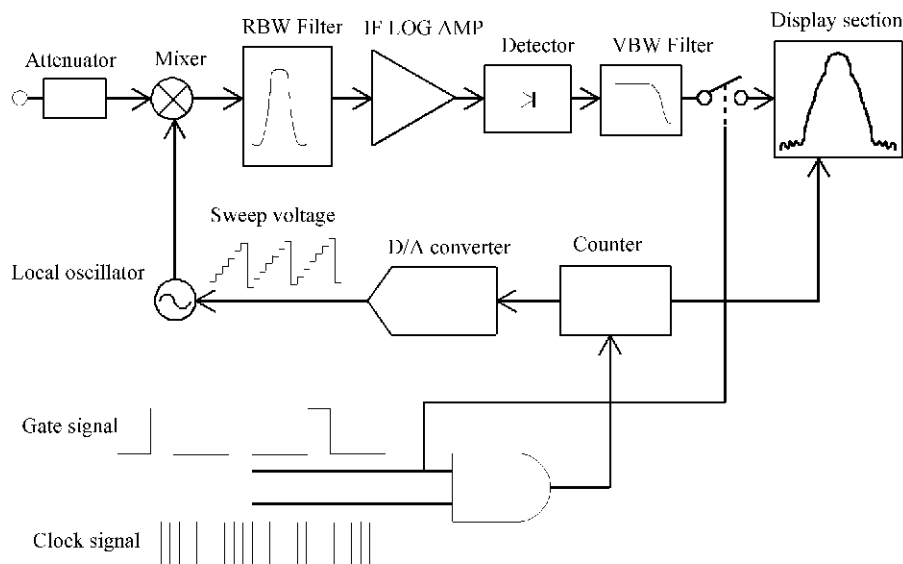 Display section
RBW Filter
IF LOG AMP
Attenuator
Mixer
Detector
VBW Filter
Sweep voltage
D/A converter
Counter
Local oscillator
Gate signal
Clock signal